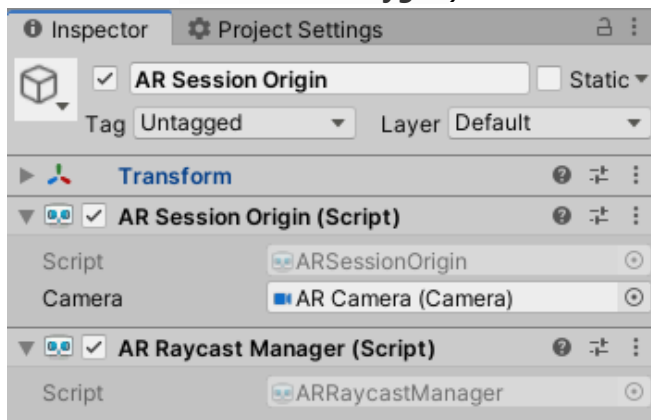 Inspector Project Settings
AR Session Origin Static
Tag Untagged Layer Default
Transform
AR Session Origin (Script)
Script ARSessionOrigin
Camera AR Camera (Camera)
AR Raycast Manager (Script)
Script ARRaycastManager